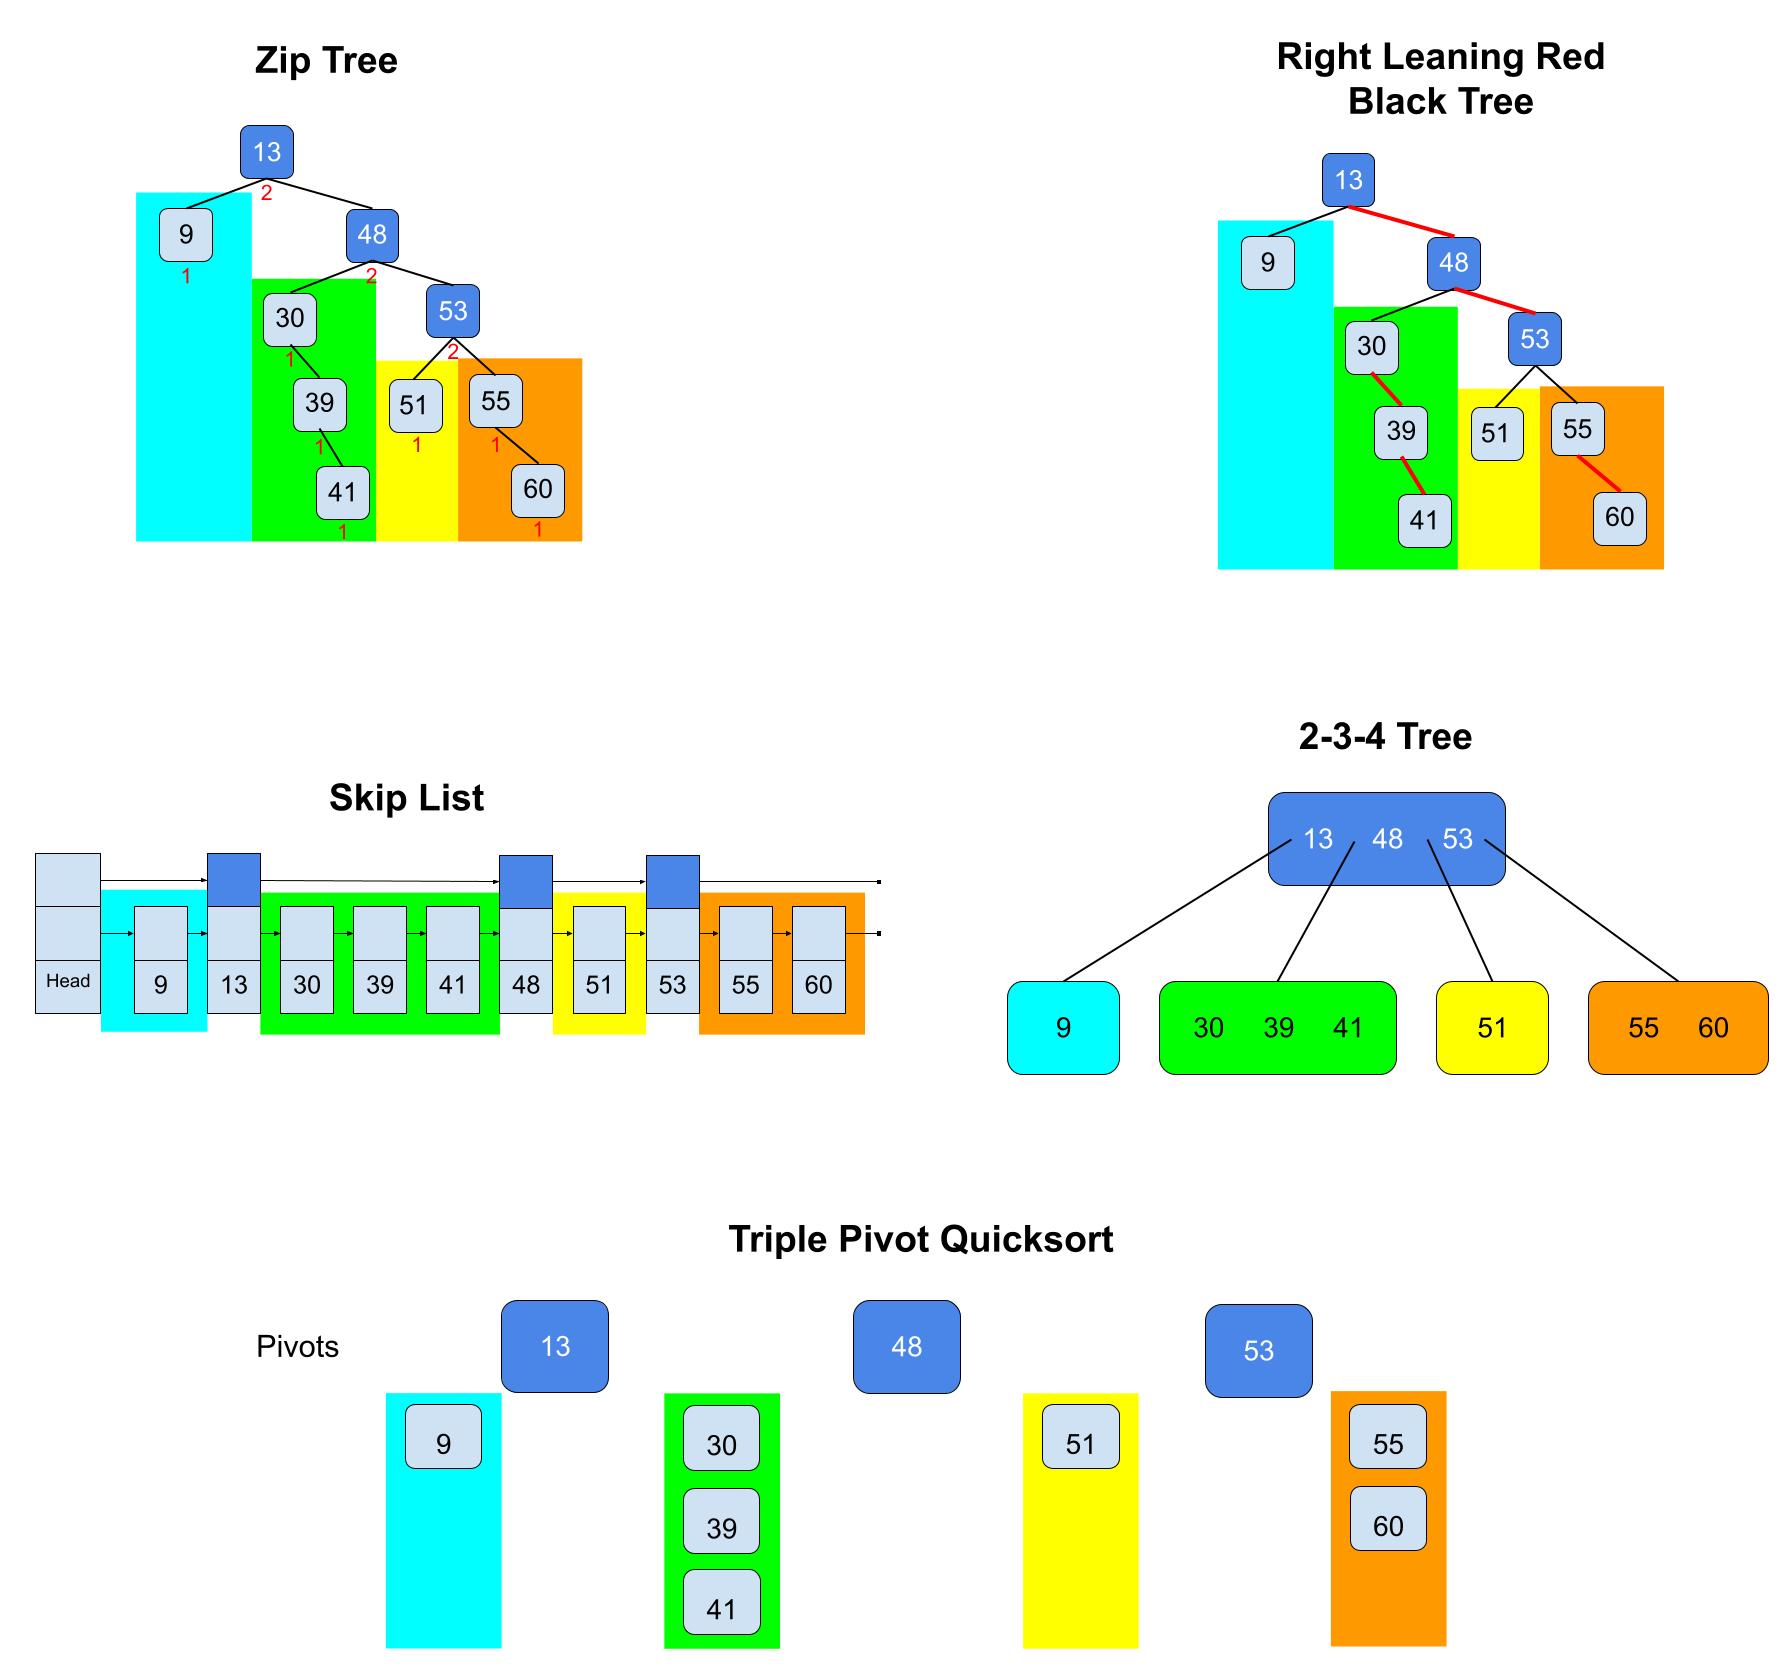 Zip Tree
13
2
9
48
1
2
30
53
1
2
39
51
55
1
1
1
41
60
1
1
Right Leaning Red
Black Tree
13
9
48
30
53
39
51
55
41
60
Skip List
Head 9 13 30 39 41 48 51 53 55 60
2-3-4 Tree
13 48 53
9 30 39 41 51 55 60
Triple Pivot Quicksort
Pivots 13 48 53
9 30 51 55
39 60
41